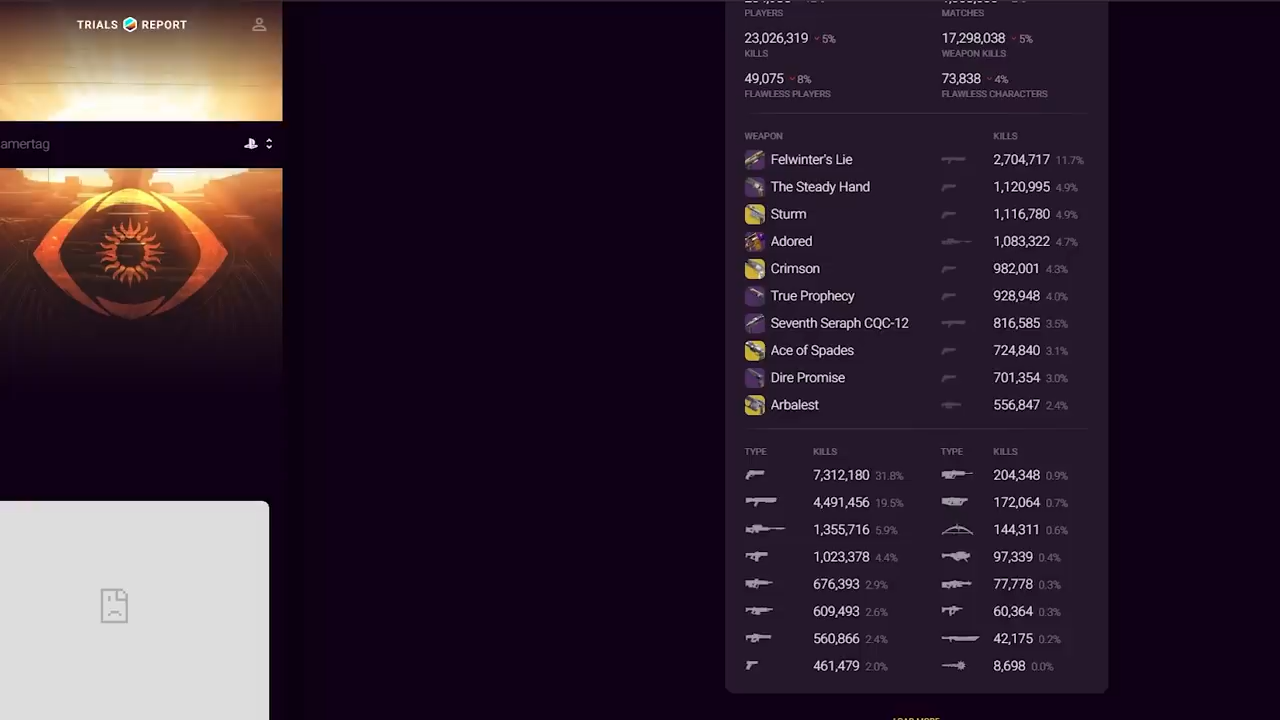 TRIALS REPORT
amertag
PLAYERS MATCHES
23,026,319 5% 17,298,038 5%
KILLS WEAPON KILLS
49,075 8% 73,838 4%
FLAWLESS PLAYERS FLAWLESS CHARACTERS
WEAPON KILLS
Felwinter's Lie 2,704,717 11.7%
The Steady Hand 1,120,995 4.9%
Sturm 1,116,780 4.9%
Adored 1,083,322 4.7%
Crimson 982,001 4.3%
True Prophecy 928,948 4.0%
Seventh Seraph CQC-12 816,585 3.5%
Ace of Spades 724,840 3.1%
Dire Promise 701,354 3.0%
Arbalest 556,847 2.4%
TYPE KILLS TYPE KILLS
7,312,180 31.8% 204,348 0.9%
4,491,456 19.5% 172,064 0.7%
1,355,716 5.9% 144,311 0.6%
1,023,378 4.4% 97,339 0.4%
676,393 2.9% 77,778 0.3%
609,493 2.6% 60,364 0.3%
560,866 2.4% 42,175 0.2%
461,479 2.0% 8,698 0.0%